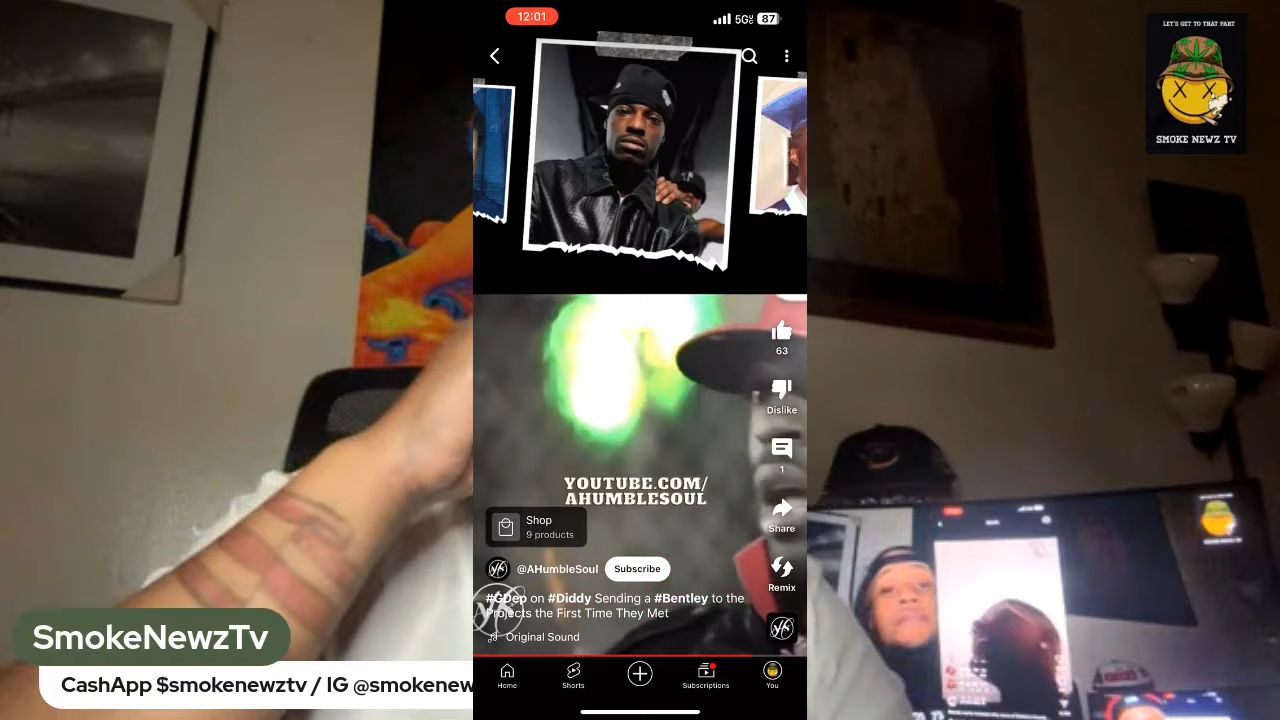 12:01
5G
87
LET'S GET TO THAT PART
SMOKE NEWZ TV
63
Dislike
YOUTUBE.COM/
AHUMBLESOUL
1
Shop
9 products
Share
@AHumbleSoul
Subscribe
Remix
#GDep on #Diddy Sending a #Bentley to the
Projects the First Time They Met
Original Sound
SmokeNewzTv
CashApp $smokenewztv / IG @smokenew
Home
Shorts
Subscriptions
You